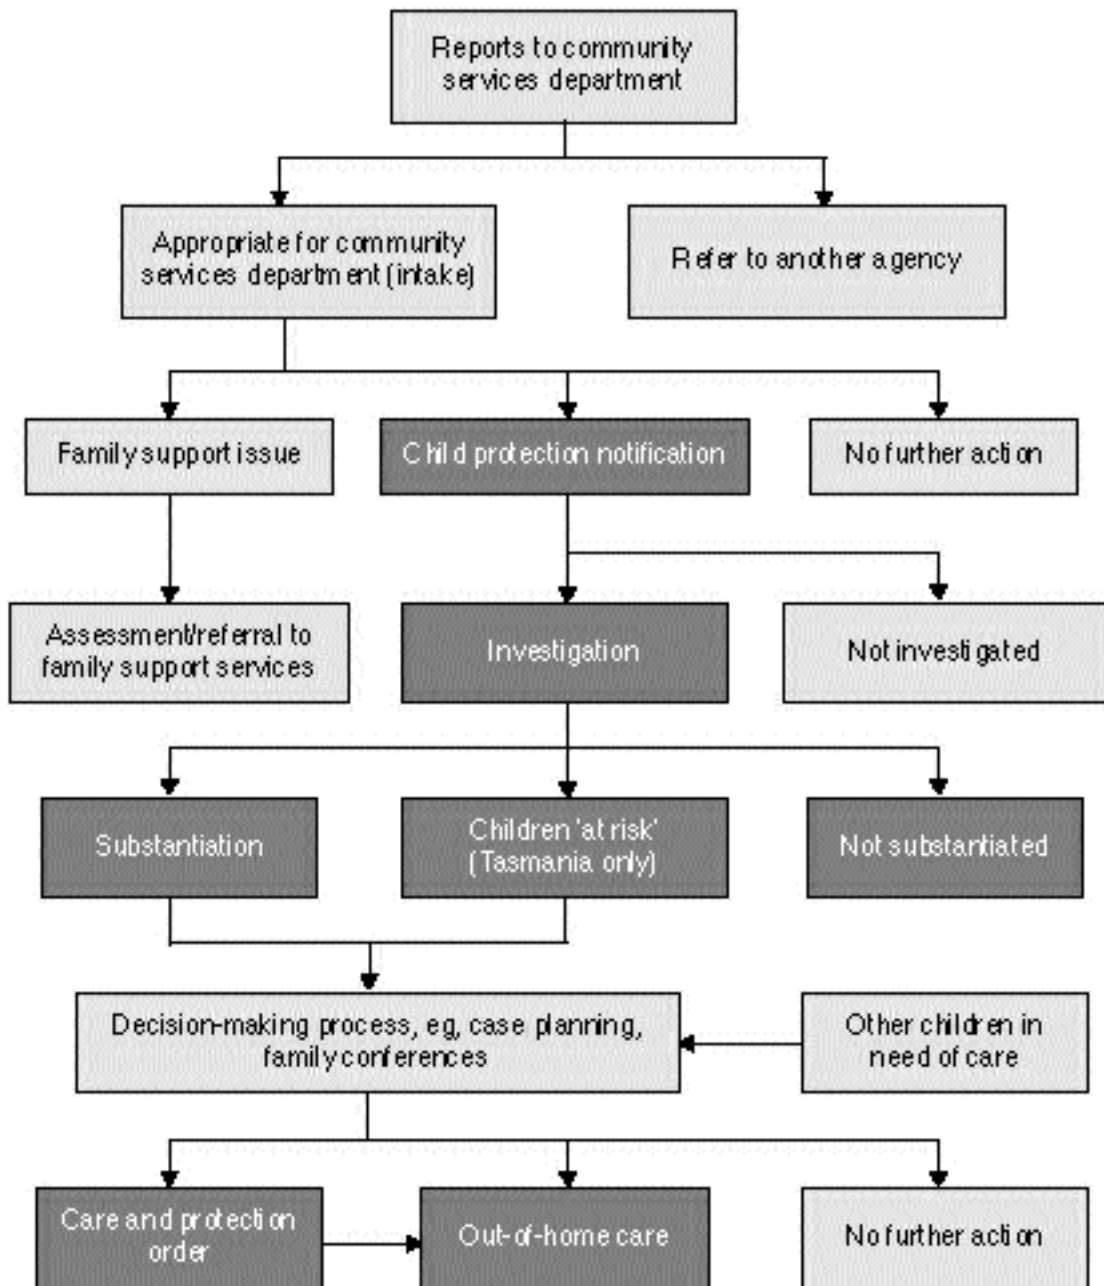 Reports to community
services department
Appropriate for community
services department (intake)
Refer to another agency
Family support issue
Child protection notification
No further action
Assessment/referral to
family support services
Investigation
Not investigated
Substantiation
Children 'at risk'
(Tasmania only)
Not substantiated
Decision-making process, eg, case planning,
family conferences
Other children in
need of care
Care and protection
order
Out-of-home care
No further action